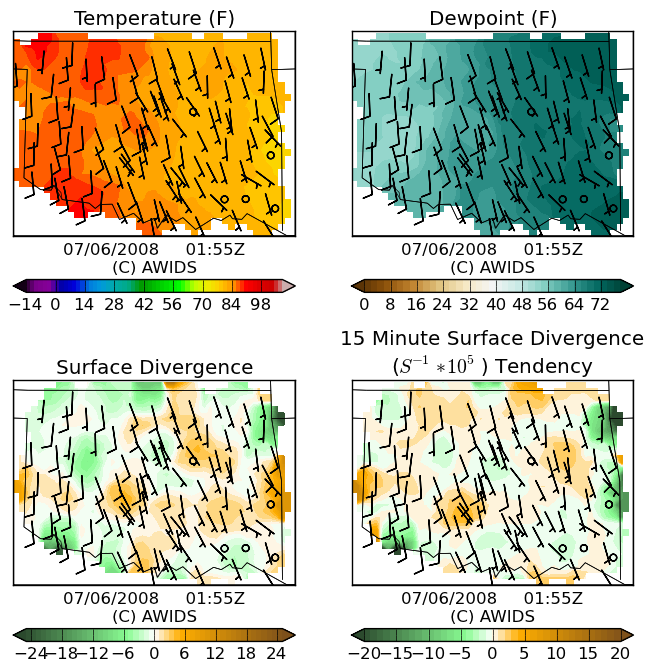 Temperature (F)
Dewpoint (F)
07/06/2008 01:55Z
(C) AWIDS
07/06/2008 01:55Z
(C) AWIDS
−14 0 14 28 42 56 70 84 98
0 8 16 24 32 40 48 56 64 72
Surface Divergence
15 Minute Surface Divergence
(S⁻¹ *10⁵ ) Tendency
07/06/2008 01:55Z
(C) AWIDS
07/06/2008 01:55Z
(C) AWIDS
−24 −18 −12 −6 0 6 12 18 24
−20 −15 −10 −5 0 5 10 15 20